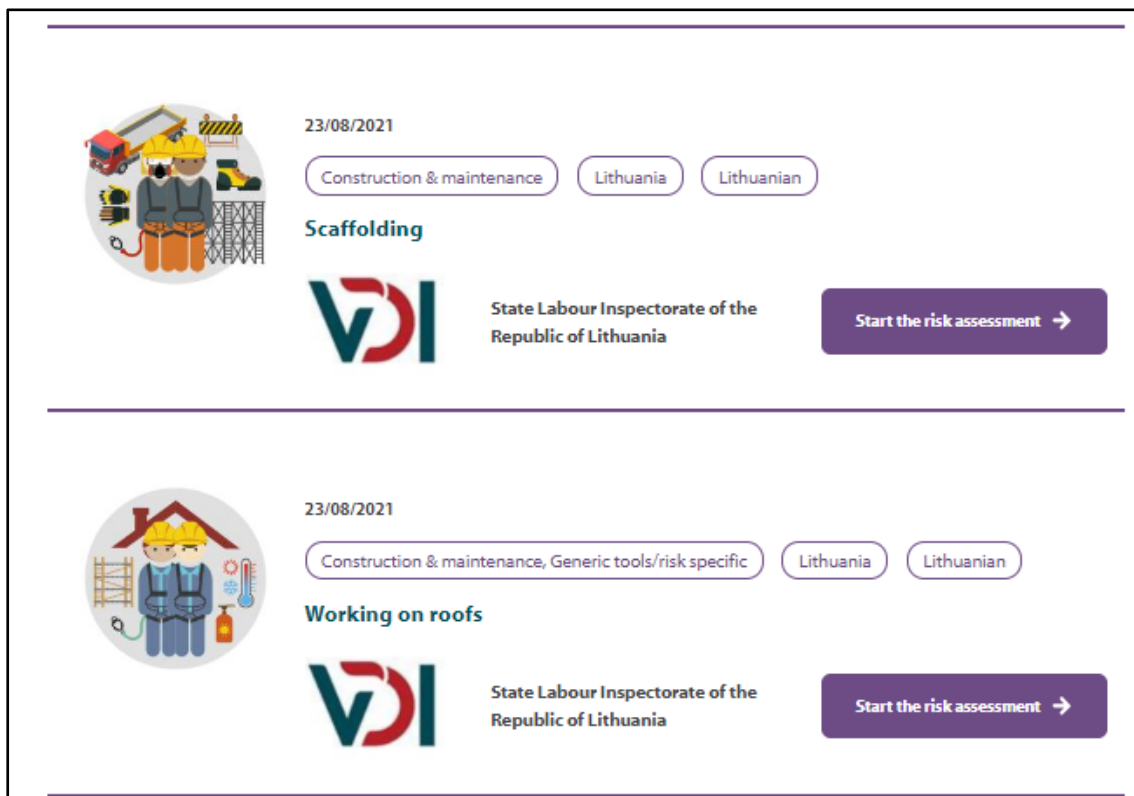 23/08/2021
Construction & maintenance Lithuania Lithuanian
Scaffolding
VDI
State Labour Inspectorate of the
Republic of Lithuania
Start the risk assessment →
23/08/2021
Construction & maintenance, Generic tools/risk specific Lithuania Lithuanian
Working on roofs
VDI
State Labour Inspectorate of the
Republic of Lithuania
Start the risk assessment →